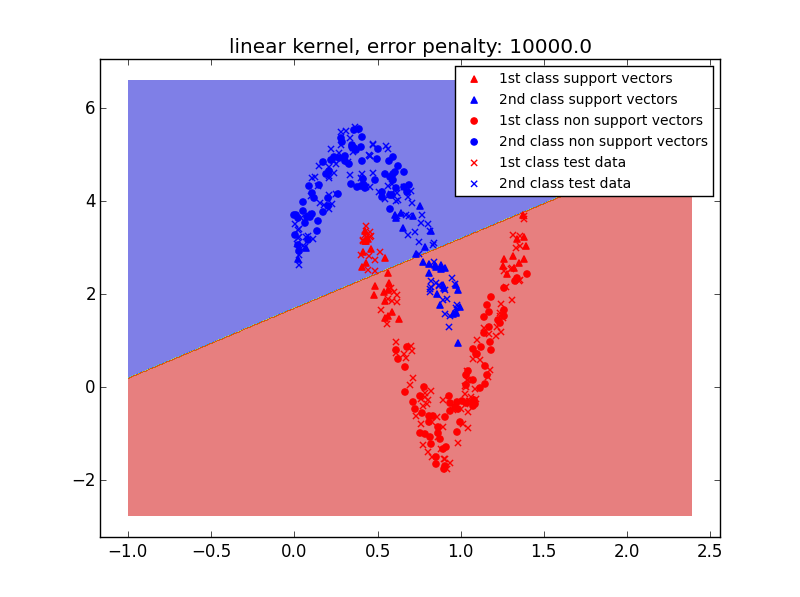 linear kernel, error penalty: 10000.0
1st class support vectors
2nd class support vectors
1st class non support vectors
2nd class non support vectors
1st class test data
2nd class test data
6
4
2
0
−2
−1.0 −0.5 0.0 0.5 1.0 1.5 2.0 2.5